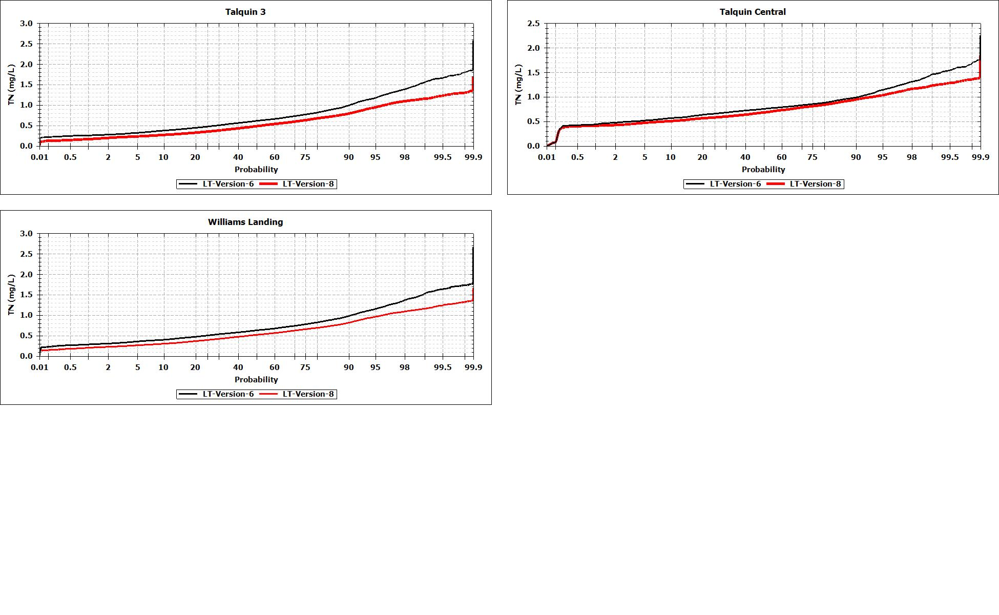 Talquin 3
3.0
2.5
2.0
1.5
1.0
0.5
0.0
TN (mg/L)
0.01 0.5 2 5 10 20 40 60 75 90 95 98 99.5 99.9
Probability
LT-Version-6 LT-Version-8
Talquin Central
2.5
2.0
1.5
1.0
0.5
0.0
TN (mg/L)
0.01 0.5 2 5 10 20 40 60 75 90 95 98 99.5 99.9
Probability
LT-Version-6 LT-Version-8
Williams Landing
3.0
2.5
2.0
1.5
1.0
0.5
0.0
TN (mg/L)
0.01 0.5 2 5 10 20 40 60 75 90 95 98 99.5 99.9
Probability
LT-Version-6 LT-Version-8